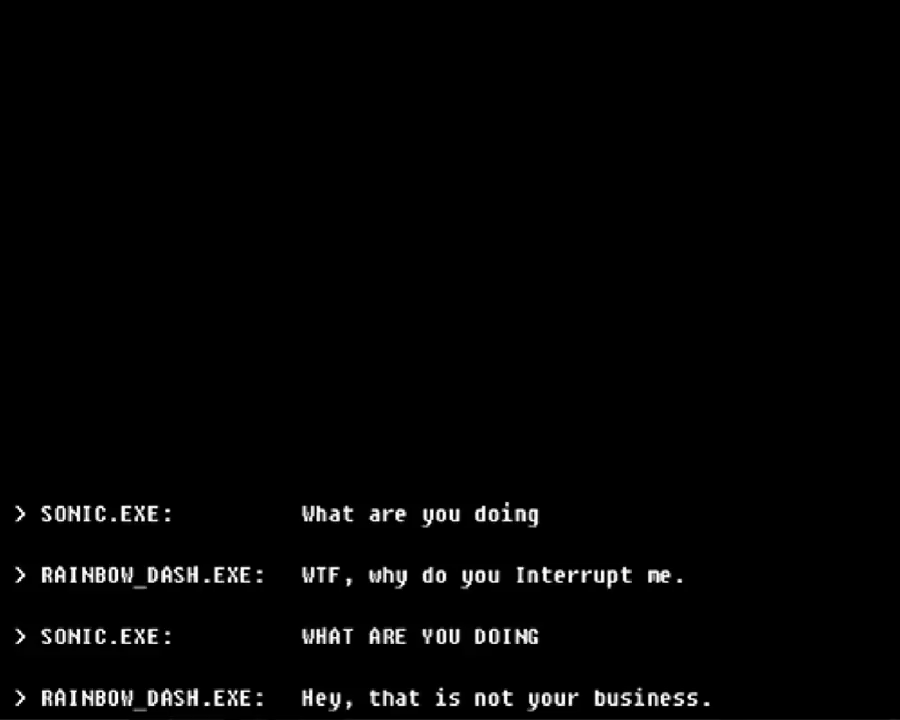 > SONIC.EXE: What are you doing
> RAINBOW_DASH.EXE: WTF, why do you Interrupt me.
> SONIC.EXE: WHAT ARE YOU DOING
> RAINBOW_DASH.EXE: Hey, that is not your business.